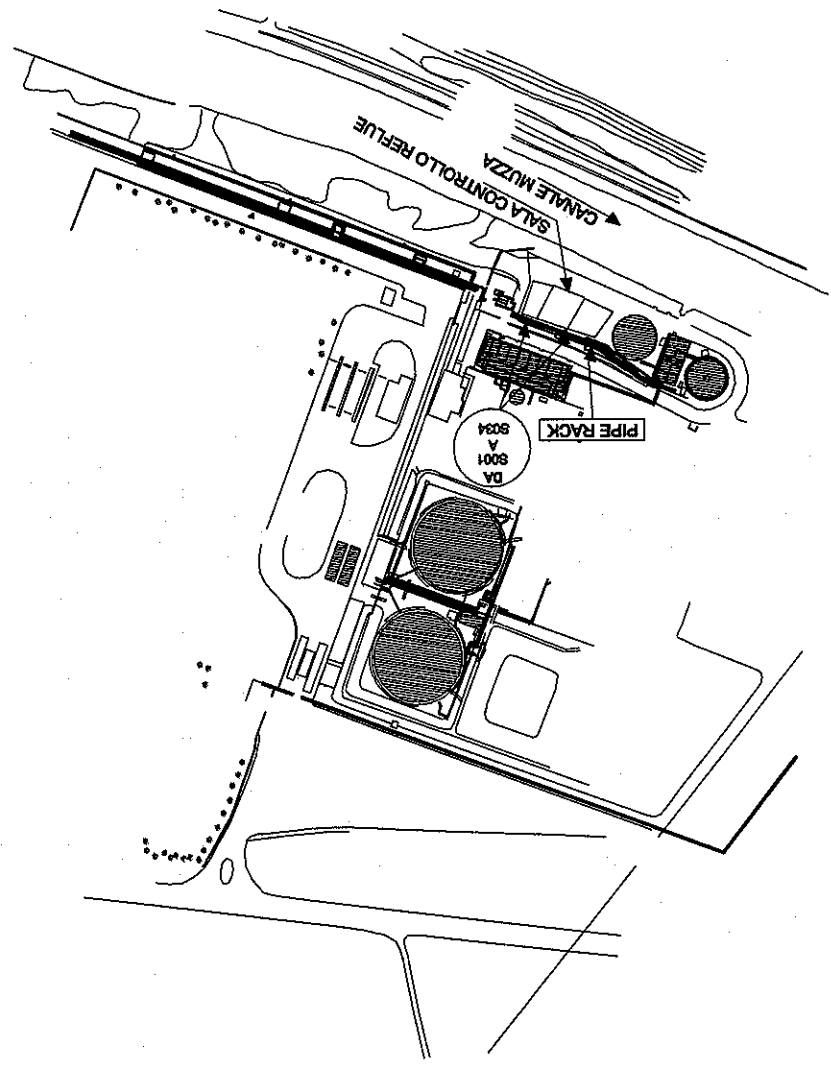 SALA CONTROLLO REFLUE
CANALE MUZZA
PIPE RACK
DA
S001
A
S034